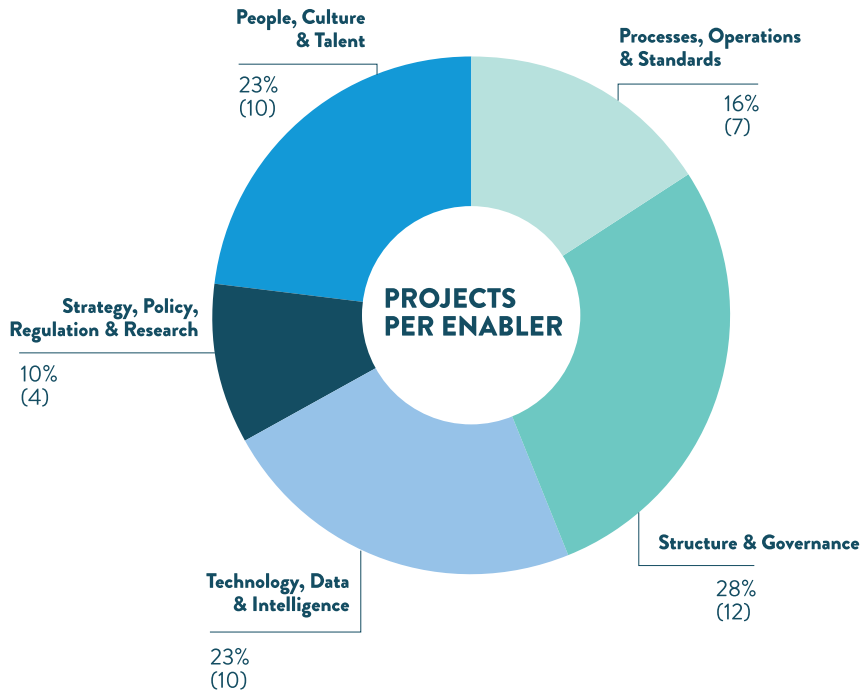 People, Culture
& Talent
23%
(10)
Processes, Operations
& Standards
16%
(7)
PROJECTS
PER ENABLER
Strategy, Policy,
Regulation & Research
10%
(4)
Structure & Governance
28%
(12)
Technology, Data
& Intelligence
23%
(10)